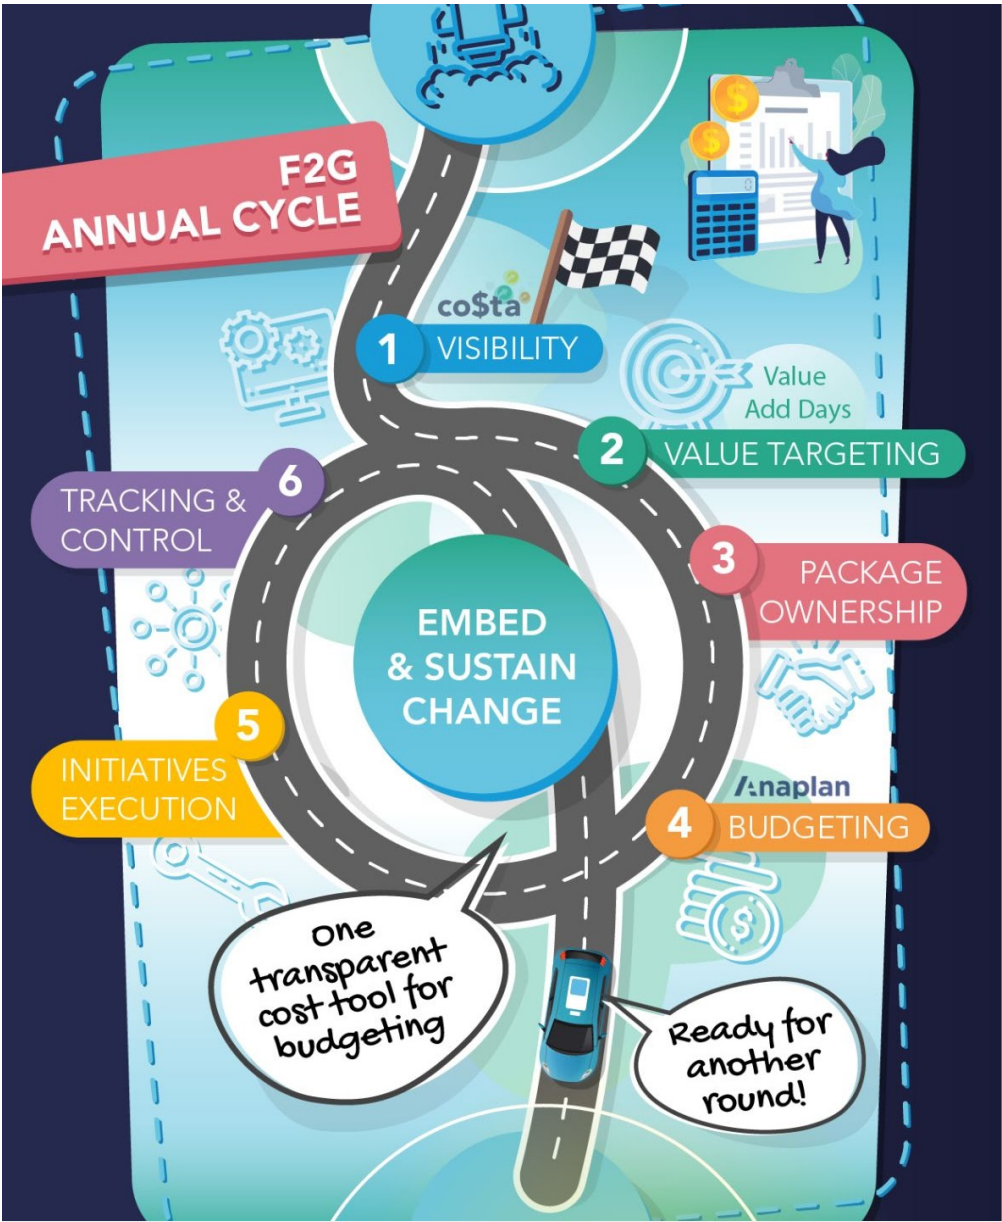 F2G
ANNUAL CYCLE
co$ta
1 VISIBILITY
Value
Add Days
2 VALUE TARGETING
6
TRACKING &
CONTROL
3
PACKAGE
OWNERSHIP
EMBED
& SUSTAIN
CHANGE
5
INITIATIVES
EXECUTION
Anaplan
4 BUDGETING
One
transparent
cost tool for
budgeting
Ready for
another
round!
$
$
0
$